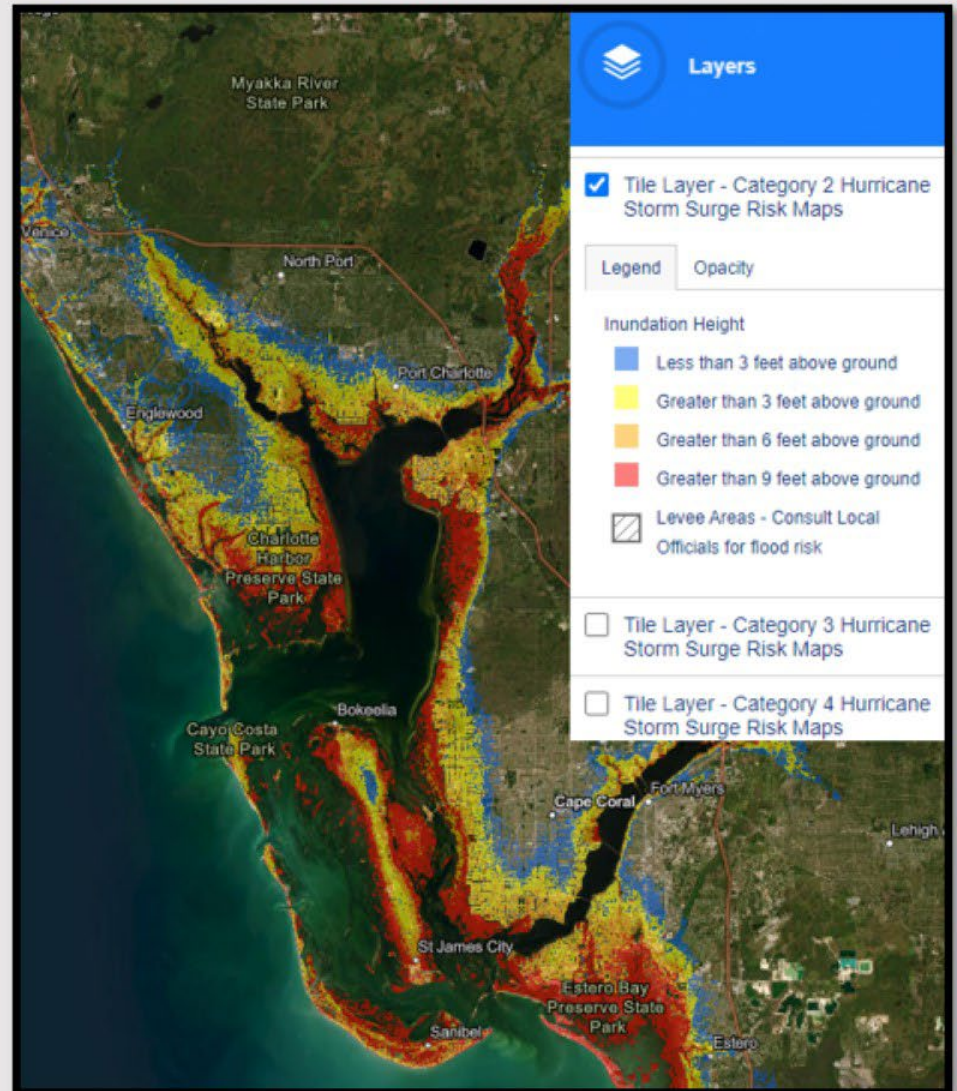 Myakka River
State Park
Venice
North Port
Port Charlotte
Englewood
Charlotte
Harbor
Preserve State
Park
Bokeelia
Cayo Costa
State Park
Cape Coral
Fort Myers
Lehigh
St James City
Estero Bay
Preserve State
Park
Sanibel
Estero
Layers
Tile Layer - Category 2 Hurricane
Storm Surge Risk Maps
Legend
Opacity
Inundation Height
Less than 3 feet above ground
Greater than 3 feet above ground
Greater than 6 feet above ground
Greater than 9 feet above ground
Levee Areas - Consult Local
Officials for flood risk
Tile Layer - Category 3 Hurricane
Storm Surge Risk Maps
Tile Layer - Category 4 Hurricane
Storm Surge Risk Maps